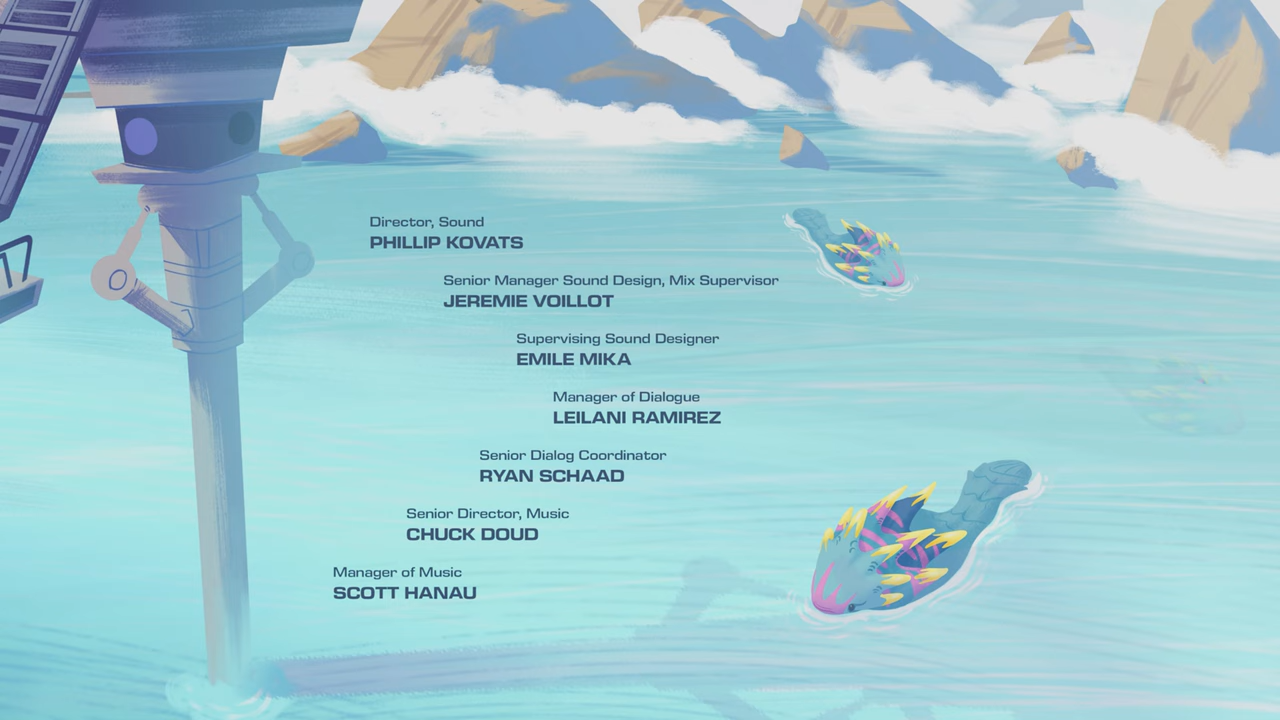 Director, Sound
PHILLIP KOVATS
Senior Manager Sound Design, Mix Supervisor
JEREMIE VOILLOT
Supervising Sound Designer
EMILE MIKA
Manager of Dialogue
LEILANI RAMIREZ
Senior Dialog Coordinator
RYAN SCHAAD
Senior Director, Music
CHUCK DOUD
Manager of Music
SCOTT HANAU